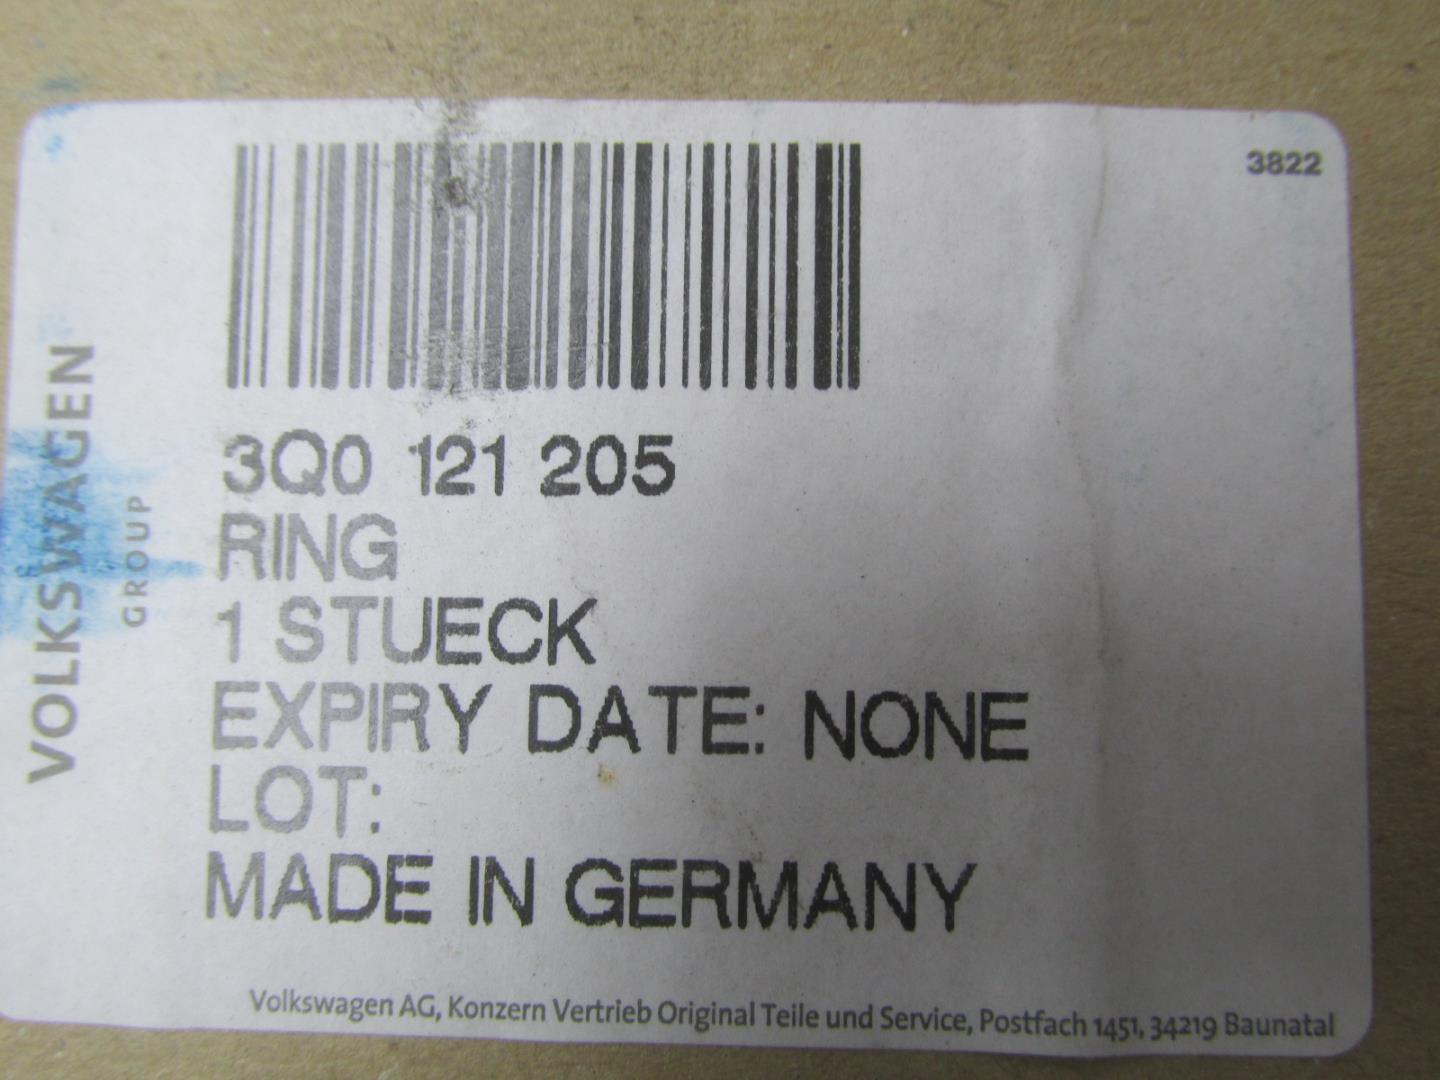 3822
VOLKSWAGEN
GROUP
3Q0 121 205
RING
1 STUECK
EXPIRY DATE: NONE
LOT:
MADE IN GERMANY
Volkswagen AG, Konzern Vertrieb Original Teile und Service, Postfach 1451, 34219 Baunatal